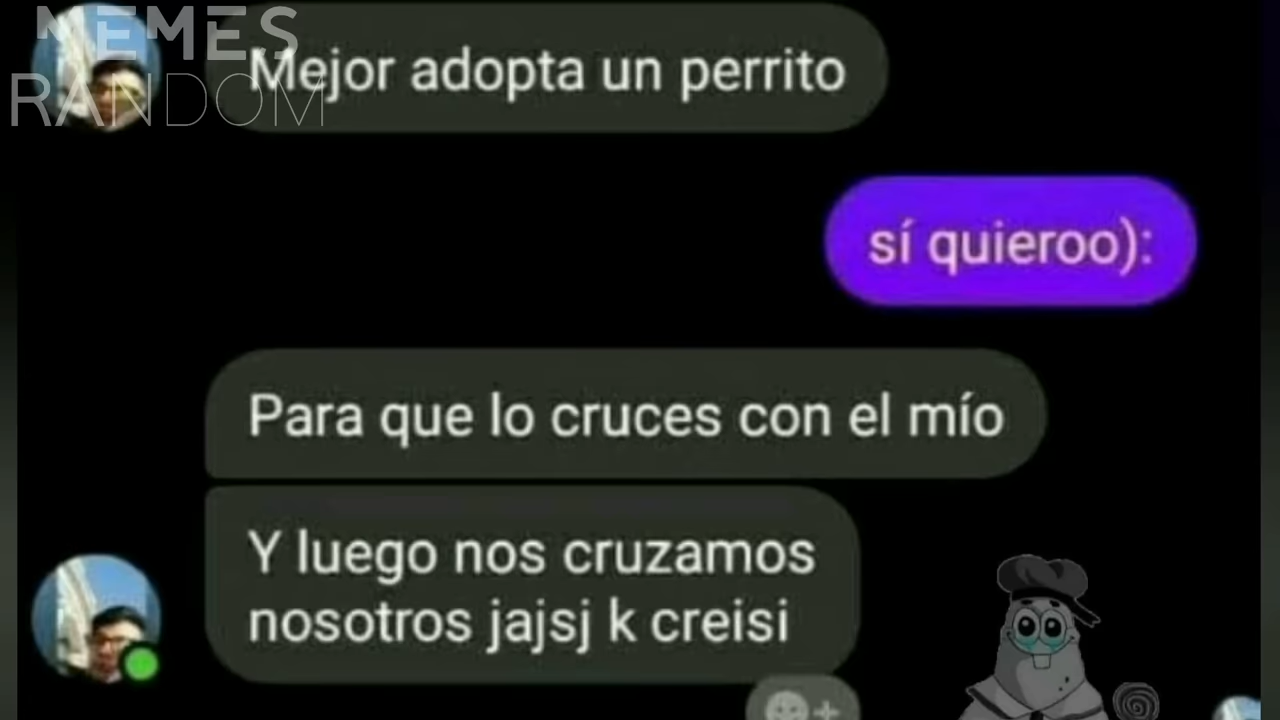 MEMES
RANDOM
Mejor adopta un perrito
sí quieroo):
Para que lo cruces con el mío
Y luego nos cruzamos
nosotros jajsj k creisi